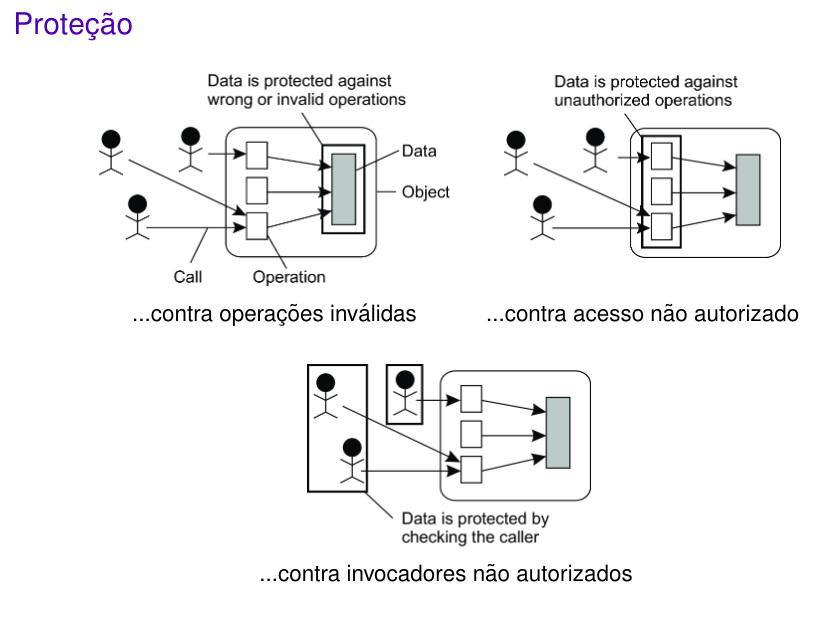 Proteção
Data is protected against
wrong or invalid operations
Data
Object
Call
Operation
...contra operações inválidas
Data is protected against
unauthorized operations
...contra acesso não autorizado
Data is protected by
checking the caller
...contra invocadores não autorizados